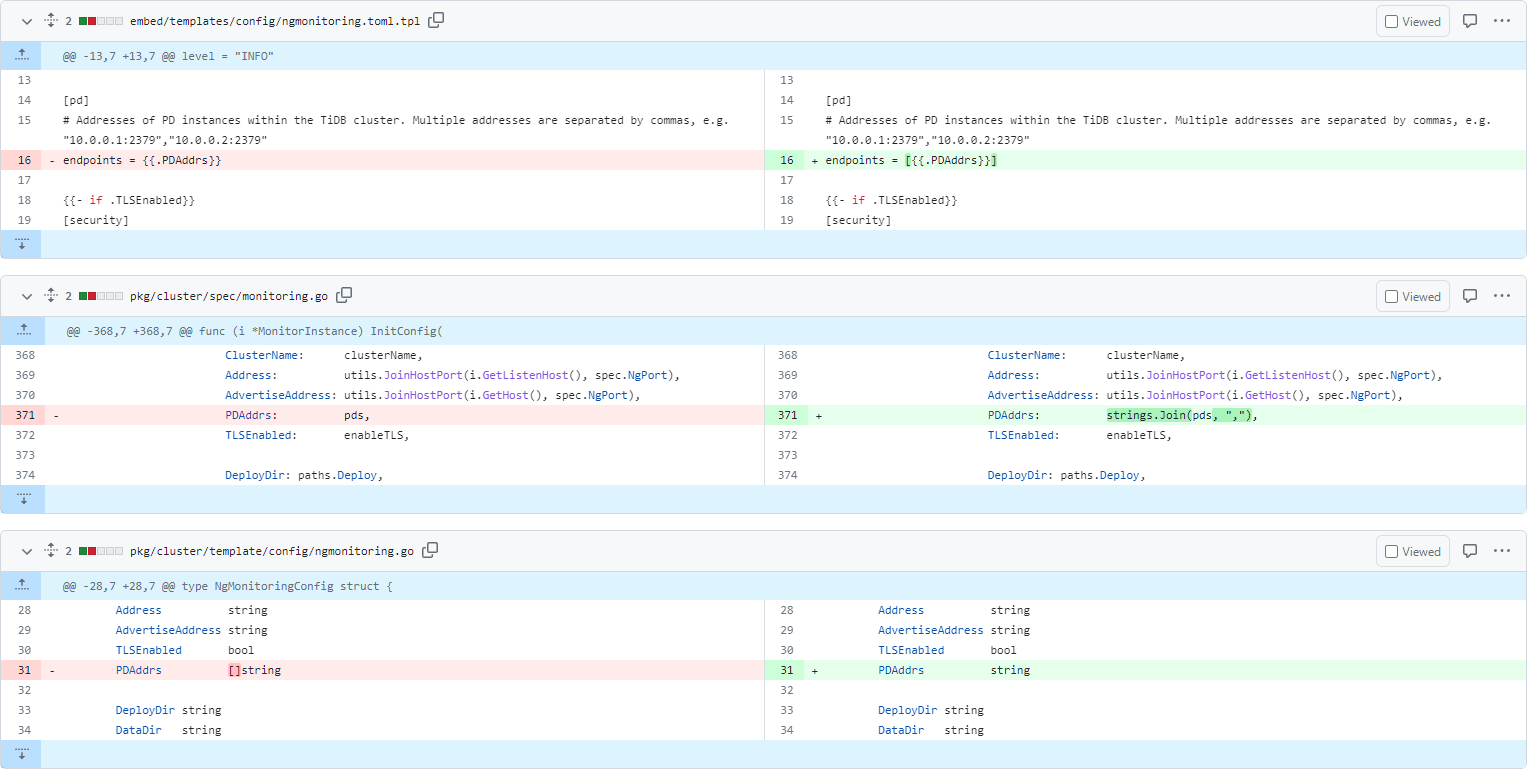 2 embed/templates/config/ngmonitoring.toml.tpl Viewed
@@ -13,7 +13,7 @@ level = "INFO"
13 13
14 [pd] 14 [pd]
15 # Addresses of PD instances within the TiDB cluster. Multiple addresses are separated by commas, e.g. 15 # Addresses of PD instances within the TiDB cluster. Multiple addresses are separated by commas, e.g.
"10.0.0.1:2379","10.0.0.2:2379" "10.0.0.1:2379","10.0.0.2:2379"
16 - endpoints = {{.PDAddrs}} 16 + endpoints = [{{.PDAddrs}}]
17 17
18 {{- if .TLSEnabled}} 18 {{- if .TLSEnabled}}
19 [security] 19 [security]
2 pkg/cluster/spec/monitoring.go Viewed
@@ -368,7 +368,7 @@ func (i *MonitorInstance) InitConfig(
368 ClusterName: clusterName, 368 ClusterName: clusterName,
369 Address: utils.JoinHostPort(i.GetListenHost(), spec.NgPort), 369 Address: utils.JoinHostPort(i.GetListenHost(), spec.NgPort),
370 AdvertiseAddress: utils.JoinHostPort(i.GetHost(), spec.NgPort), 370 AdvertiseAddress: utils.JoinHostPort(i.GetHost(), spec.NgPort),
371 - PDAddrs: pds, 371 + PDAddrs: strings.Join(pds, ","),
372 TLSEnabled: enableTLS, 372 TLSEnabled: enableTLS,
373 373
374 DeployDir: paths.Deploy, 374 DeployDir: paths.Deploy,
2 pkg/cluster/template/config/ngmonitoring.go Viewed
@@ -28,7 +28,7 @@ type NgMonitoringConfig struct {
28 Address string 28 Address string
29 AdvertiseAddress string 29 AdvertiseAddress string
30 TLSEnabled bool 30 TLSEnabled bool
31 - PDAddrs []string 31 + PDAddrs string
32 32
33 DeployDir string 33 DeployDir string
34 DataDir string 34 DataDir string